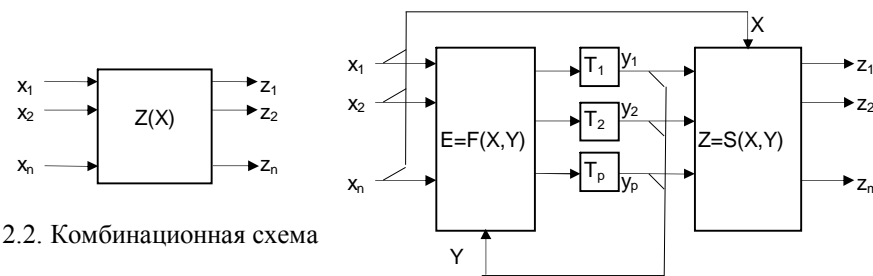 x1
x2
xn
Z(X)
z1
z2
zn
2.2. Комбинационная схема
X
x1
x2
xn
E=F(X,Y)
T1
T2
Tp
y1
y2
yp
Z=S(X,Y)
z1
z2
zm
Y